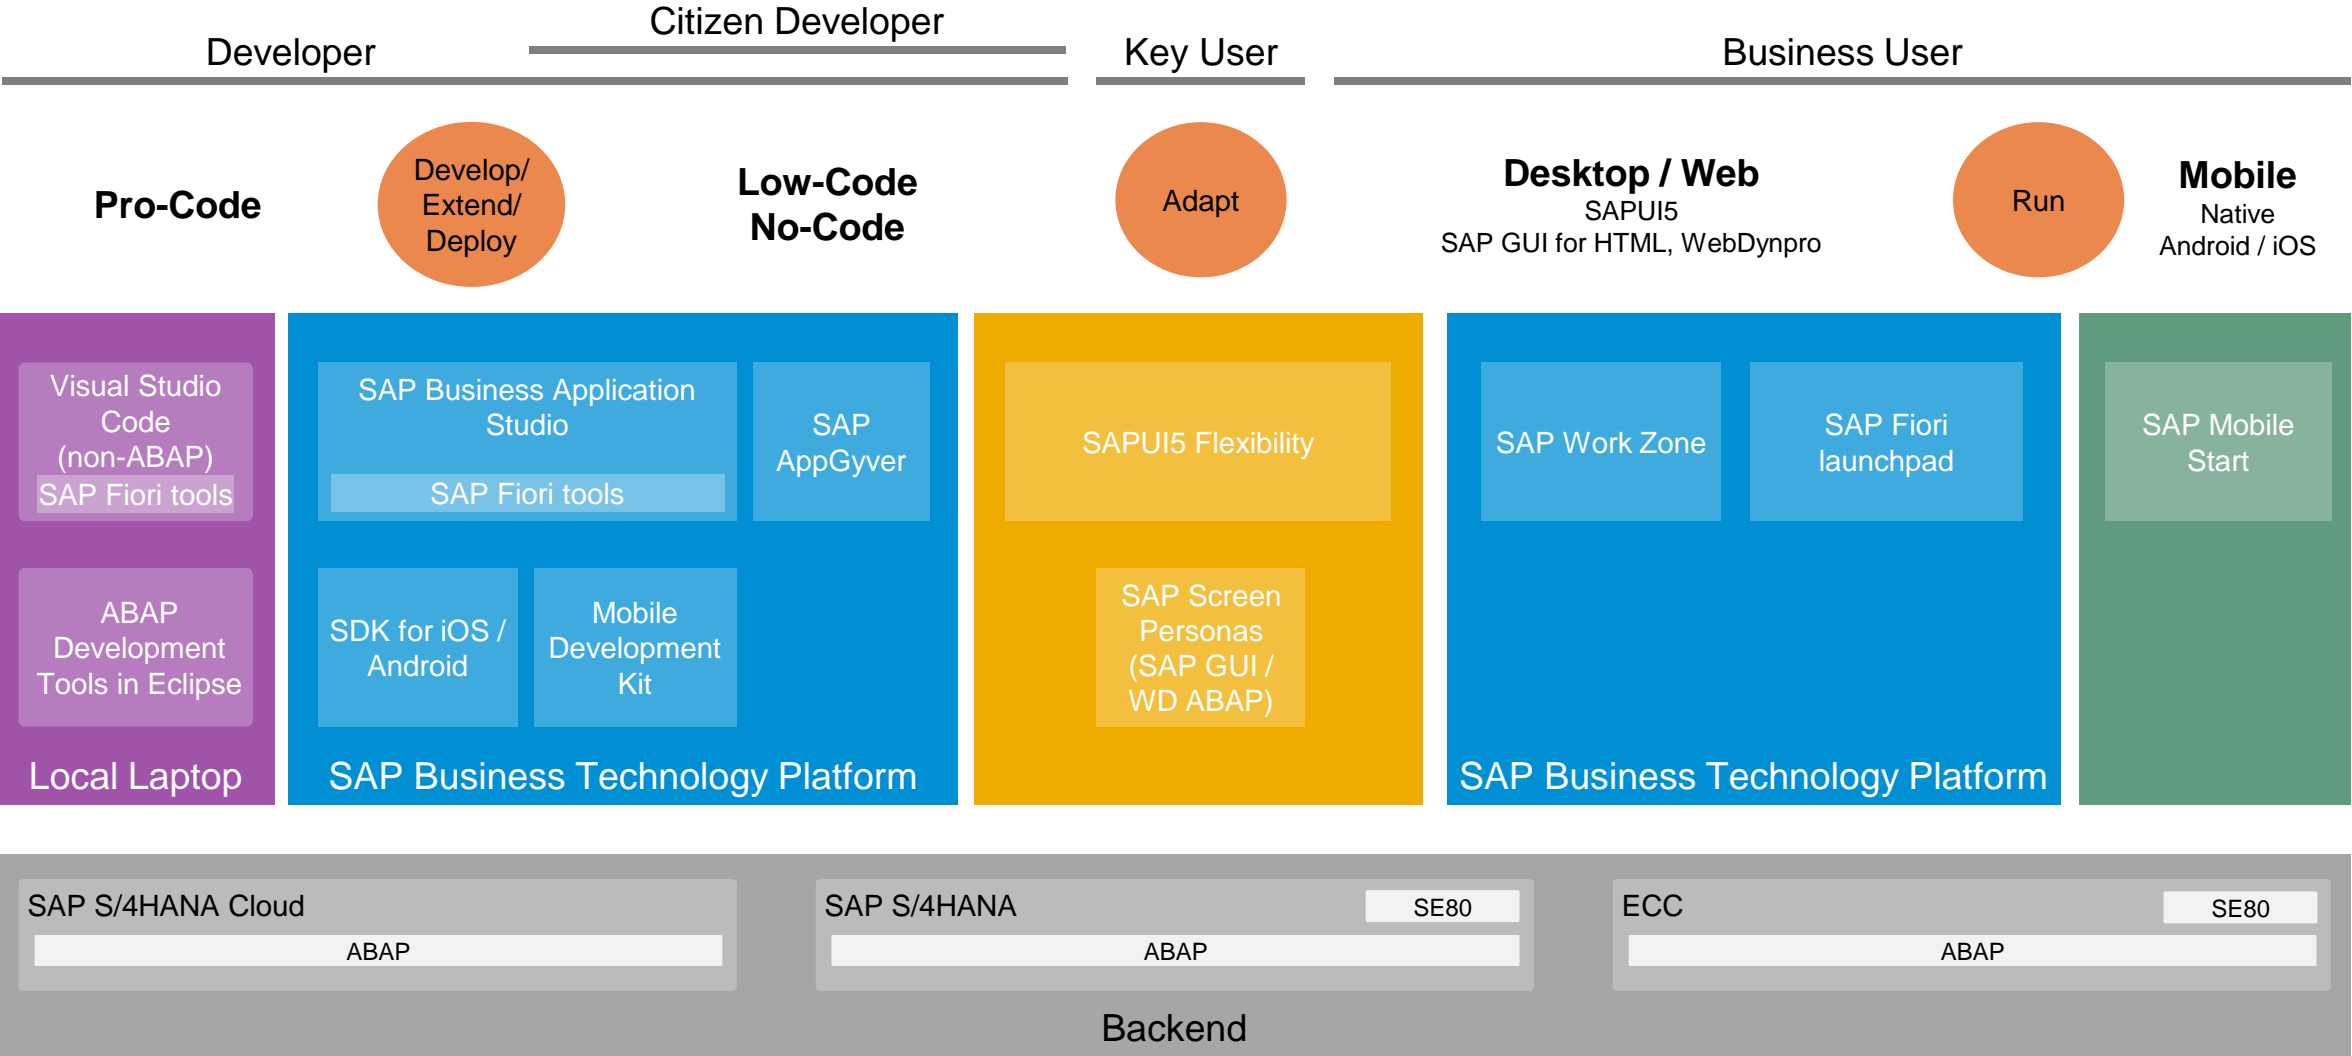 Citizen Developer
Developer
Key User
Business User
Pro-Code
Develop/
Extend/
Deploy
Low-Code
No-Code
Adapt
Desktop / Web
SAPUI5
SAP GUI for HTML, WebDynpro
Run
Mobile
Native
Android / iOS
Visual Studio
Code
(non-ABAP)
SAP Fiori tools
ABAP
Development
Tools in Eclipse
Local Laptop
SAP Business Application
Studio
SAP Fiori tools
SAP
AppGyver
SDK for iOS /
Android
Mobile
Development
Kit
SAP Business Technology Platform
SAPUI5 Flexibility
SAP Screen
Personas
(SAP GUI /
WD ABAP)
SAP Work Zone
SAP Fiori
launchpad
SAP Business Technology Platform
SAP Mobile
Start
SAP S/4HANA Cloud
ABAP
SAP S/4HANA
SE80
ABAP
ECC
SE80
ABAP
Backend